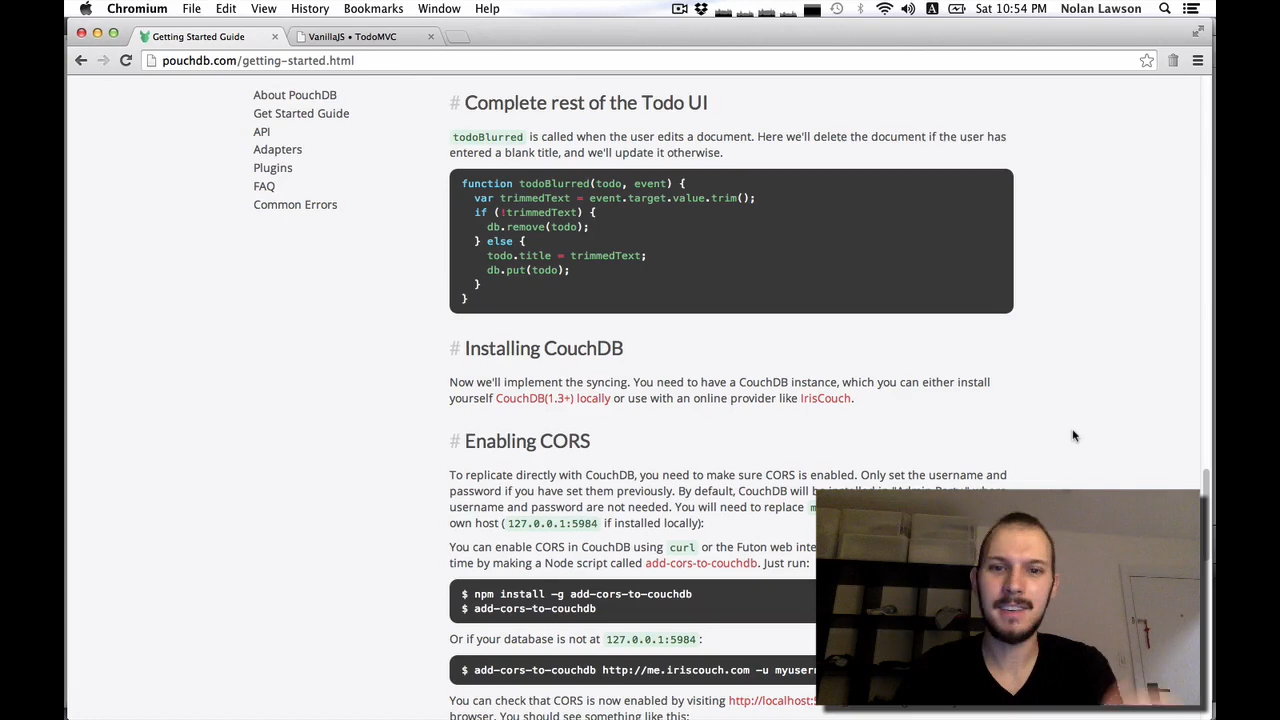 Chromium File Edit View History Bookmarks Window Help Sat 10:54 PM Nolan Lawson
Getting Started Guide VanillaJS • TodoMVC
pouchdb.com/getting-started.html
About PouchDB
Get Started Guide
API
Adapters
Plugins
FAQ
Common Errors
# Complete rest of the Todo UI
todoBlurred is called when the user edits a document. Here we'll delete the document if the user has
entered a blank title, and we'll update it otherwise.
function todoBlurred(todo, event) {
var trimmedText = event.target.value.trim();
if (!trimmedText) {
db.remove(todo);
} else {
todo.title = trimmedText;
db.put(todo);
}
}
# Installing CouchDB
Now we'll implement the syncing. You need to have a CouchDB instance, which you can either install
yourself CouchDB(1.3+) locally or use with an online provider like IrisCouch.
# Enabling CORS
To replicate directly with CouchDB, you need to make sure CORS is enabled. Only set the username and
password if you have set them previously. By default, CouchDB will be installed in "Admin Party," where
username and password are not needed. You will need to replace
own host ( 127.0.0.1:5984 if installed locally):
You can enable CORS in CouchDB using curl or the Futon web
time by making a Node script called add-cors-to-couchdb. Just run:
$ npm install -g add-cors-to-couchdb
$ add-cors-to-couchdb
Or if your database is not at 127.0.0.1:5984 :
$ add-cors-to-couchdb http://me.iriscouch.com -u
You can check that CORS is now enabled by visiting http://localhost:
browser. You should see something like this: